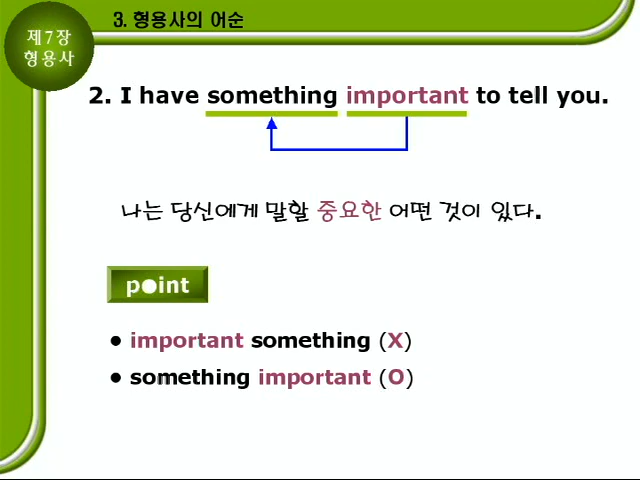 제7장
형용사
3. 형용사의 어순
2. I have something important to tell you.
나는 당신에게 말할 중요한 어떤 것이 있다.
point
● important something (X)
● something important (O)